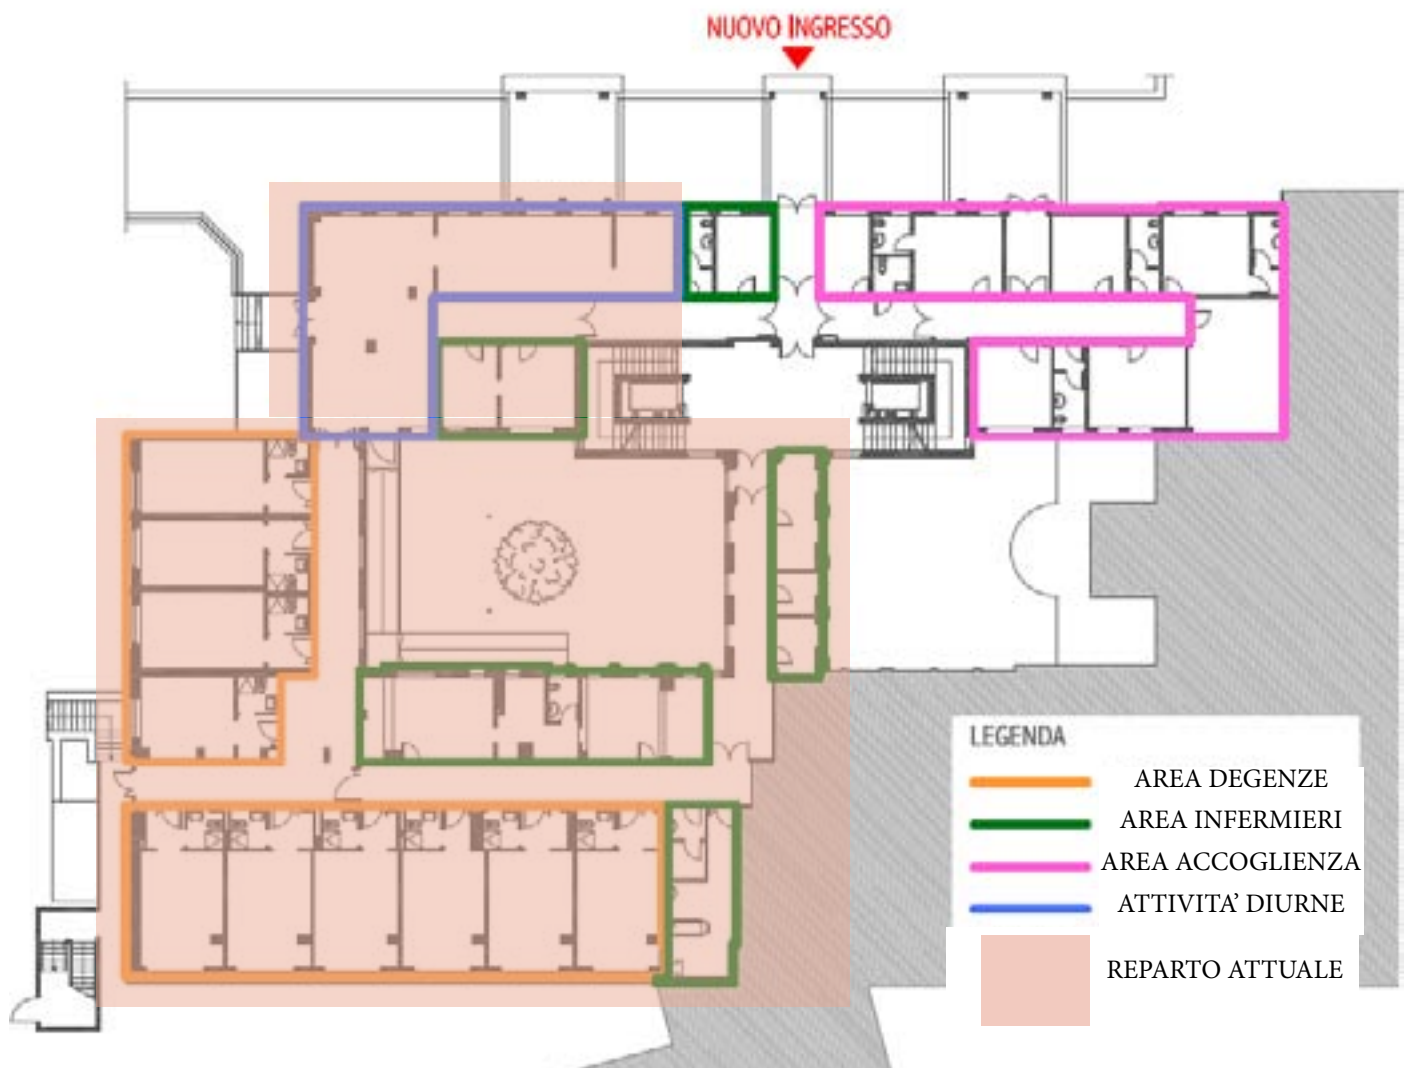 NUOVO INGRESSO
LEGENDA
AREA DEGENZE
AREA INFERMIERI
AREA ACCOGLIENZA
ATTIVITA’ DIURNE
REPARTO ATTUALE